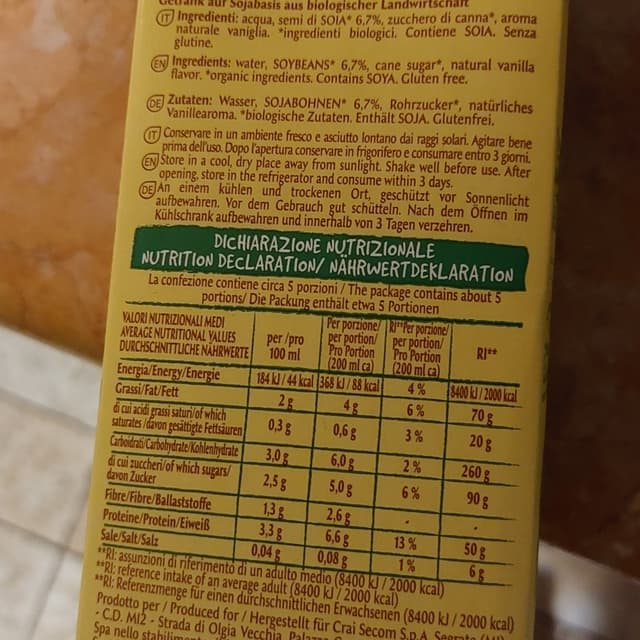 Getränk auf Sojabasis aus biologischer Landwirtschaft
IT Ingredienti: acqua, semi di SOIA* 6,7%, zucchero di canna*, aroma
naturale vaniglia. *ingredienti biologici. Contiene SOIA. Senza
glutine.
EN Ingredients: water, SOYBEANS* 6,7%, cane sugar*, natural vanilla
flavor. *organic ingredients. Contains SOYA. Gluten free.
DE Zutaten: Wasser, SOJABOHNEN* 6,7%, Rohrzucker*, natürliches
Vanillearoma. *biologische Zutaten. Enthält SOJA. Glutenfrei.
IT Conservare in un ambiente fresco e asciutto lontano dai raggi solari. Agitare bene
prima dell'uso. Dopo l'apertura conservare in frigorifero e consumare entro 3 giorni.
EN Store in a cool, dry place away from sunlight. Shake well before use. After
opening, store in the refrigerator and consume within 3 days.
DE An einem kühlen und trockenen Ort, geschützt vor Sonnenlicht
aufbewahren. Vor dem Gebrauch gut schütteln. Nach dem Öffnen im
Kühlschrank aufbewahren und innerhalb von 3 Tagen verzehren.
DICHIARAZIONE NUTRIZIONALE
NUTRITION DECLARATION/ NÄHRWERTDEKLARATION
La confezione contiene circa 5 porzioni / The package contains about 5
portions/ Die Packung enthält etwa 5 Portionen
VALORI NUTRIZIONALI MEDI
AVERAGE NUTRITIONAL VALUES
DURCHSCHNITTLICHE NÄHRWERTE
per /pro
100 ml
Per porzione/
per portion/
Pro Portion
(200 ml ca)
RI**Per porzione/
per portion/
Pro Portion
(200 ml ca)
RI**
Energia/Energy/Energie 184 kJ / 44 kcal 368 kJ / 88 kcal 4 % 8400 kJ / 2000 kcal
Grassi/Fat/Fett 2 g 4 g 6 % 70 g
di cui acidi grassi saturi/of which
saturates /davon gesättigte Fettsäuren 0,3 g 0,6 g 3 % 20 g
Carboidrati/Carbohydrate/Kohlenhydrate 3,0 g 6,0 g 2 % 260 g
di cui zuccheri/of which sugars/
davon Zucker 2,5 g 5,0 g 6 % 90 g
Fibre/Fibre/Ballaststoffe 1,3 g 2,6 g - -
Proteine/Protein/Eiweiß 3,3 g 6,6 g 13 % 50 g
Sale/Salt/Salz 0,04 g 0,08 g 1 % 6 g
**RI: assunzioni di riferimento di un adulto medio (8400 kJ / 2000 kcal)
**RI: reference intake of an average adult (8400 kJ / 2000 kcal)
**RI: Referenzmenge für einen durchschnittlichen Erwachsenen (8400 kJ / 2000 kcal)
Prodotto per / Produced for / Hergestellt für Crai Secom S.p.A. Segrate (MI)
- C.D. MI2 - Strada di Olgia Vecchia, Palazzo
Spa nello